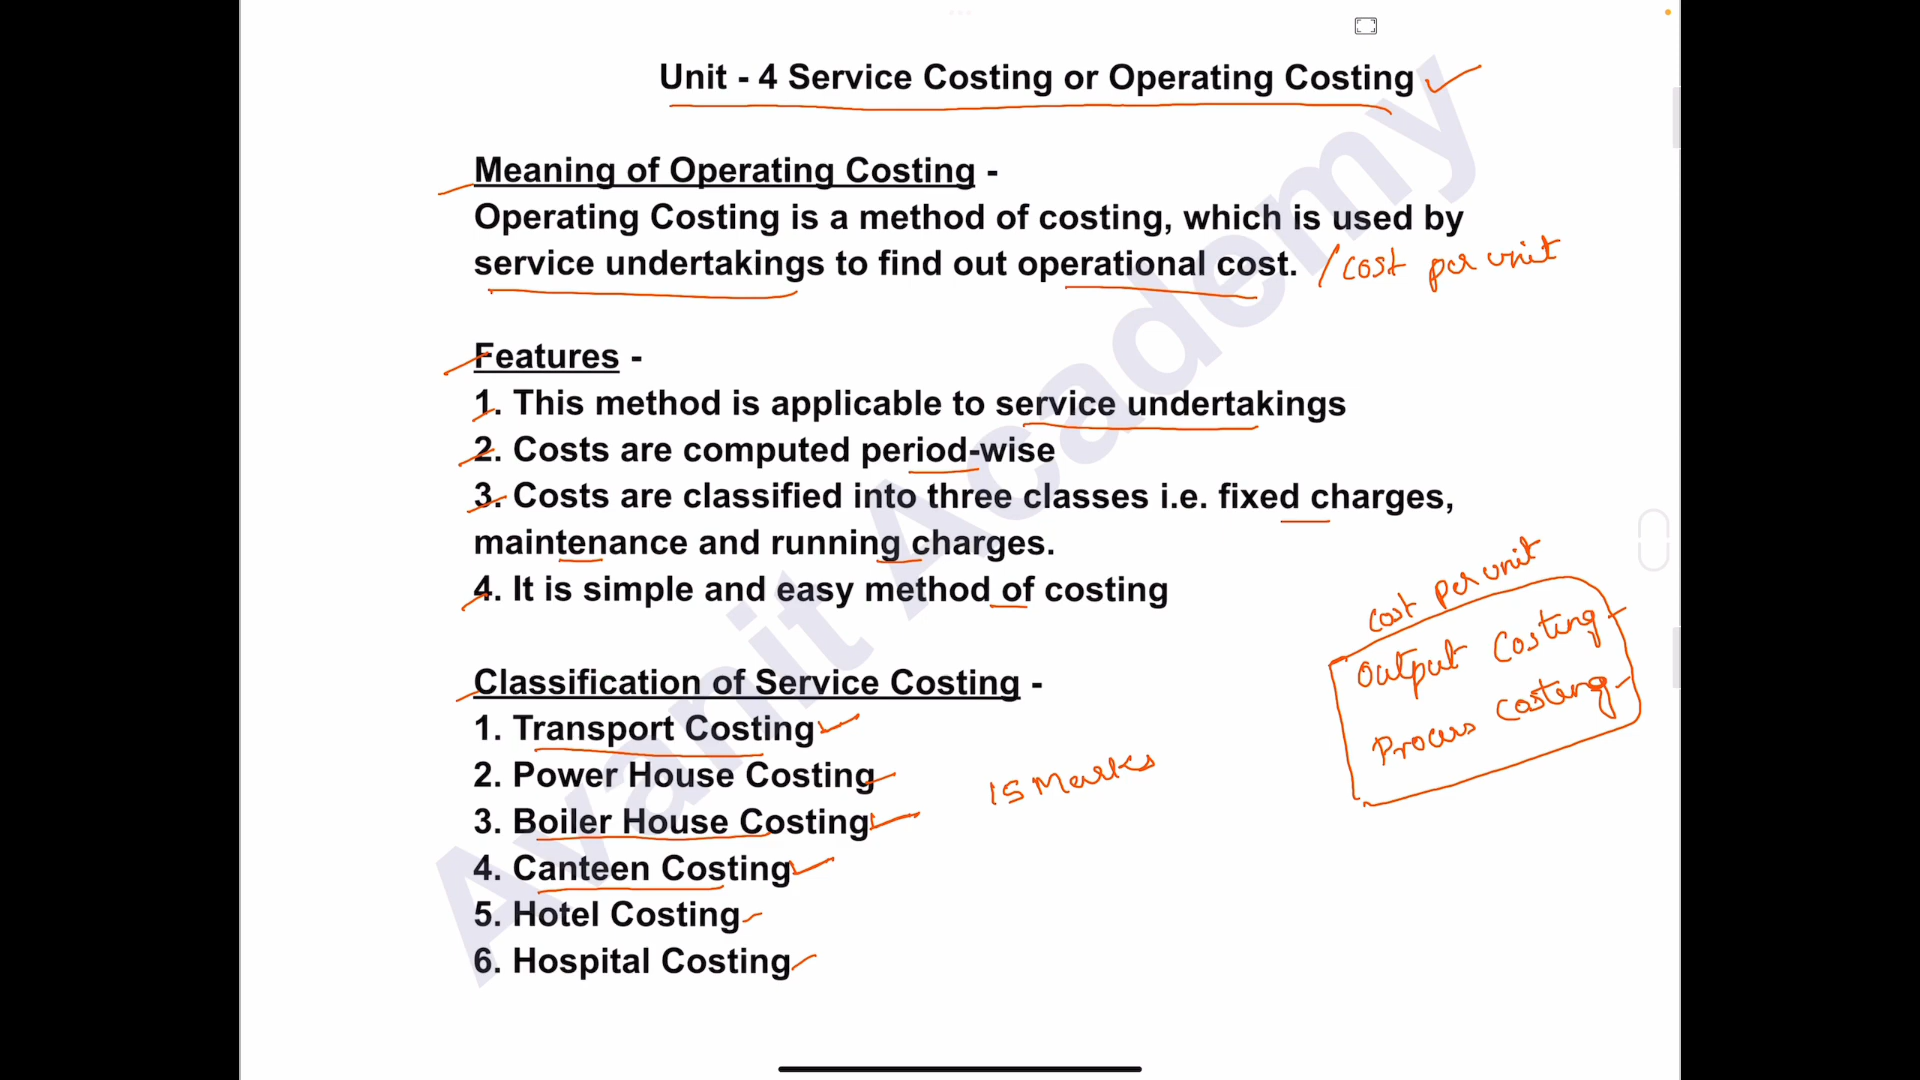 Unit - 4 Service Costing or Operating Costing
Meaning of Operating Costing -
Operating Costing is a method of costing, which is used by
service undertakings to find out operational cost. /cost per unit
Features -
1. This method is applicable to service undertakings
2. Costs are computed period-wise
3. Costs are classified into three classes i.e. fixed charges,
maintenance and running charges.
4. It is simple and easy method of costing
cost per unit
Output Costing
Process Costing
Classification of Service Costing -
1. Transport Costing
2. Power House Costing
15 Marks
3. Boiler House Costing
4. Canteen Costing
5. Hotel Costing
6. Hospital Costing
Avanit Academy